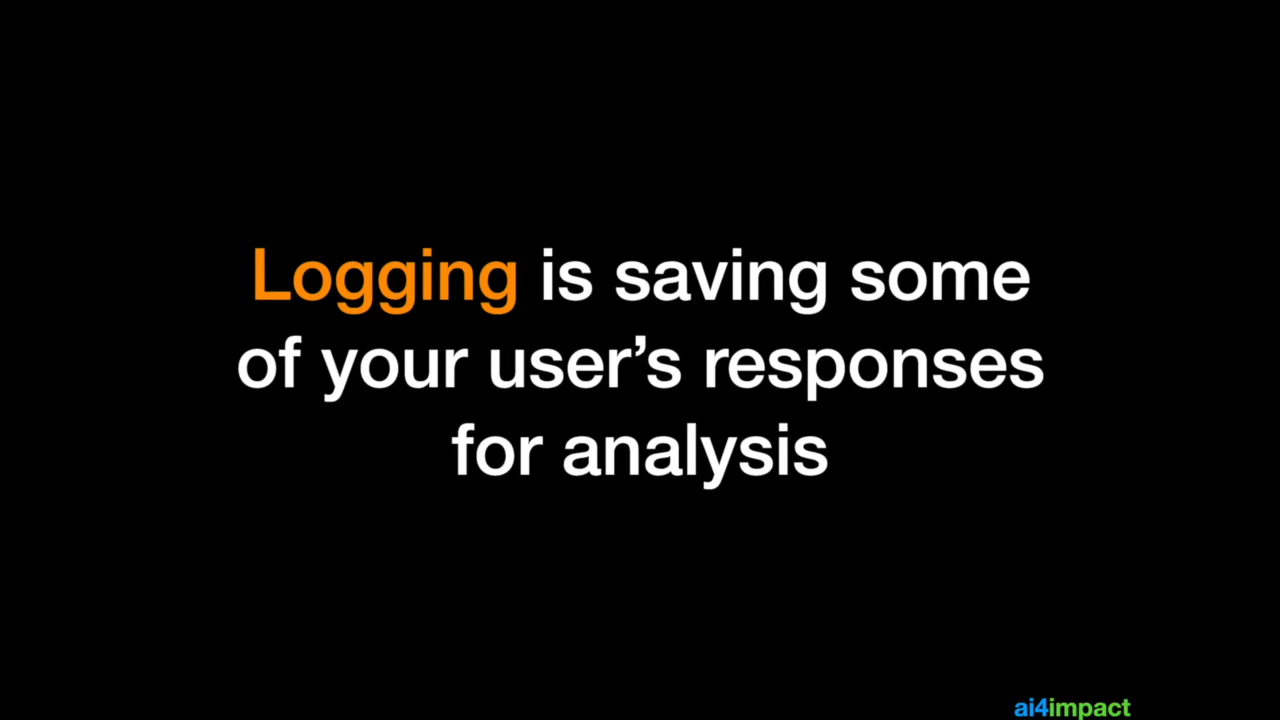 Logging is saving some
of your user’s responses
for analysis
ai4impact